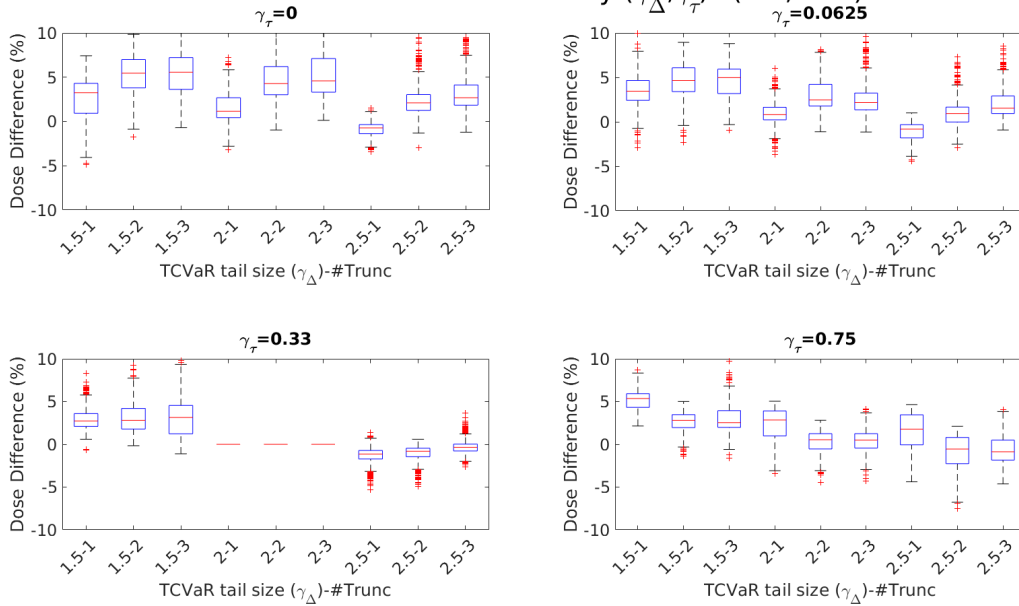 γτ=0
10
5
0
-5
-10
Dose Difference (%)
1.5-1 1.5-2 1.5-3 2-1 2-2 2-3 2.5-1 2.5-2 2.5-3
TCVaR tail size (γΔ)-#Trunc
γτ=0.0625
10
5
0
-5
-10
Dose Difference (%)
1.5-1 1.5-2 1.5-3 2-1 2-2 2-3 2.5-1 2.5-2 2.5-3
TCVaR tail size (γΔ)-#Trunc
γτ=0.33
10
5
0
-5
-10
Dose Difference (%)
1.5-1 1.5-2 1.5-3 2-1 2-2 2-3 2.5-1 2.5-2 2.5-3
TCVaR tail size (γΔ)-#Trunc
γτ=0.75
10
5
0
-5
-10
Dose Difference (%)
1.5-1 1.5-2 1.5-3 2-1 2-2 2-3 2.5-1 2.5-2 2.5-3
TCVaR tail size (γΔ)-#Trunc